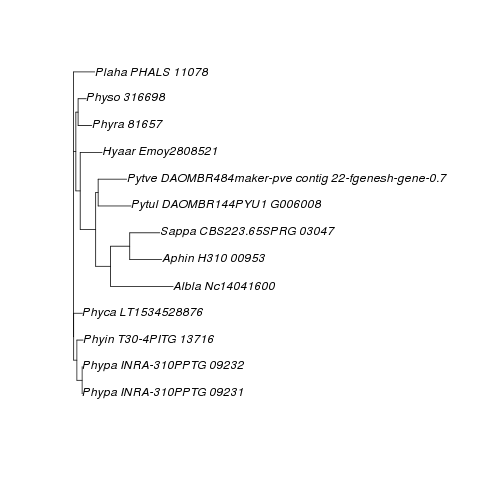 Plaha PHALS 11078
Physo 316698
Phyra 81657
Hyaar Emoy2808521
Pytve DAOMBR484maker-pve contig 22-fgenesh-gene-0.7
Pytul DAOMBR144PYU1 G006008
Sappa CBS223.65SPRG 03047
Aphin H310 00953
Albla Nc14041600
Phyca LT1534528876
Phyin T30-4PITG 13716
Phypa INRA-310PPTG 09232
Phypa INRA-310PPTG 09231